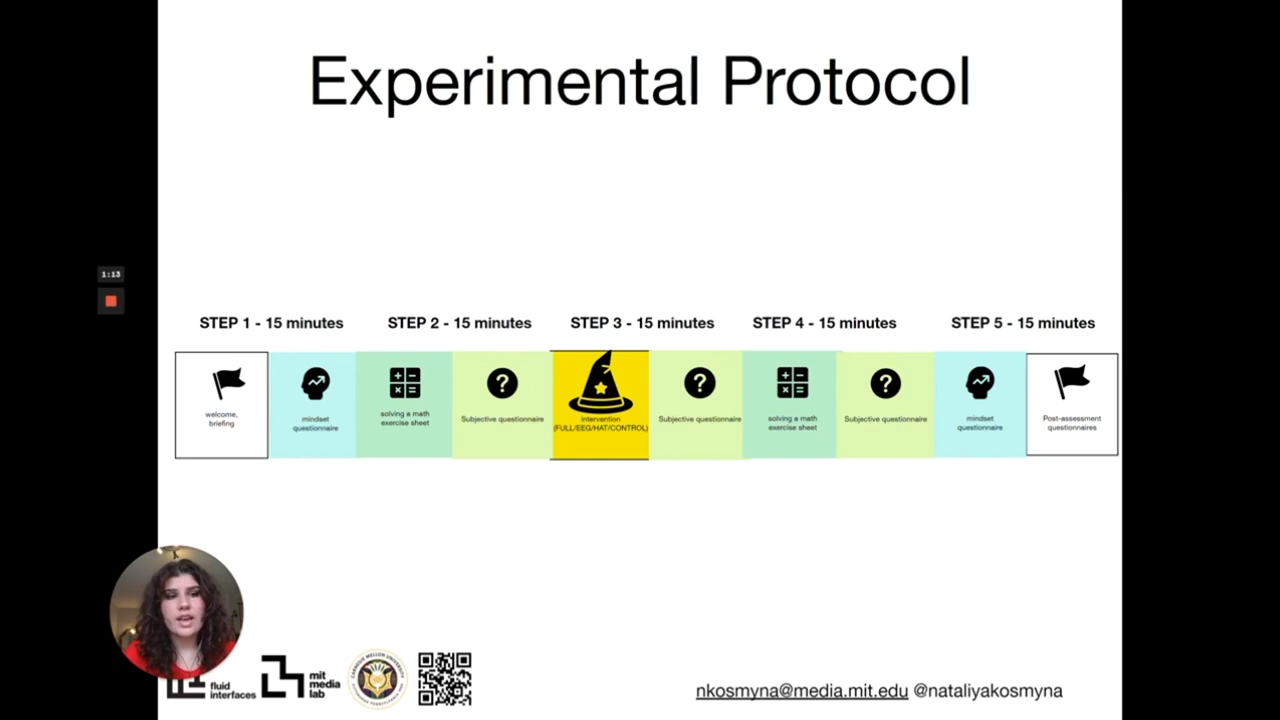 Experimental Protocol
1:13
STEP 1 - 15 minutes
STEP 2 - 15 minutes
STEP 3 - 15 minutes
STEP 4 - 15 minutes
STEP 5 - 15 minutes
welcome,
briefing
mindset
questionnaire
solving a math
exercise sheet
Subjective questionnaire
intervention
(FULL/EEG/HAT/CONTROL)
Subjective questionnaire
solving a math
exercise sheet
Subjective questionnaire
mindset
questionnaire
Post-assessment
questionnaires
fluid
interfaces
mit
media
lab
CARNEGIE MELLON UNIVERSITY
nkosmyna@media.mit.edu @nataliyakosmyna